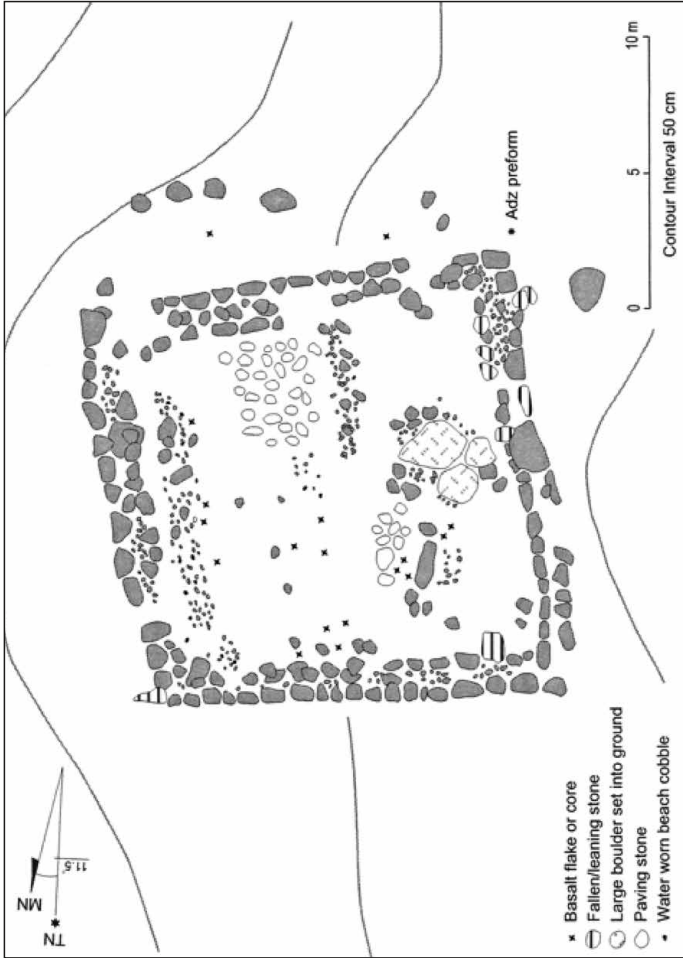 10 m
5
0
Contour Interval 50 cm
Adz preform
MN
TN
11.5°
Basalt flake or core
Fallen/leaning stone
Large boulder set into ground
Paving stone
Water worn beach cobble